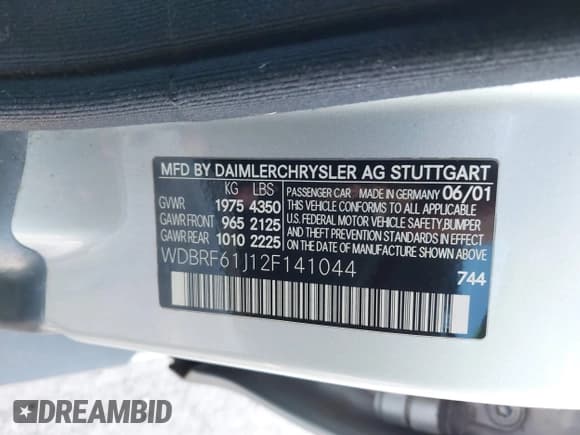 MFD BY DAIMLERCHRYSLER AG STUTTGART
KG LBS
GVWR 1975 4350
GAWR FRONT 965 2125
GAWR REAR 1010 2225
PASSENGER CAR MADE IN GERMANY 06/01
THIS VEHICLE CONFORMS TO ALL APPLICABLE
U.S. FEDERAL MOTOR VEHICLE SAFETY, BUMPER
AND THEFT PREVENTION STANDARDS IN EFFECT
ON THE DATE OF MANUFACTURE SHOWN ABOVE.
WDBRF61J12F141044
744
DREAMBID